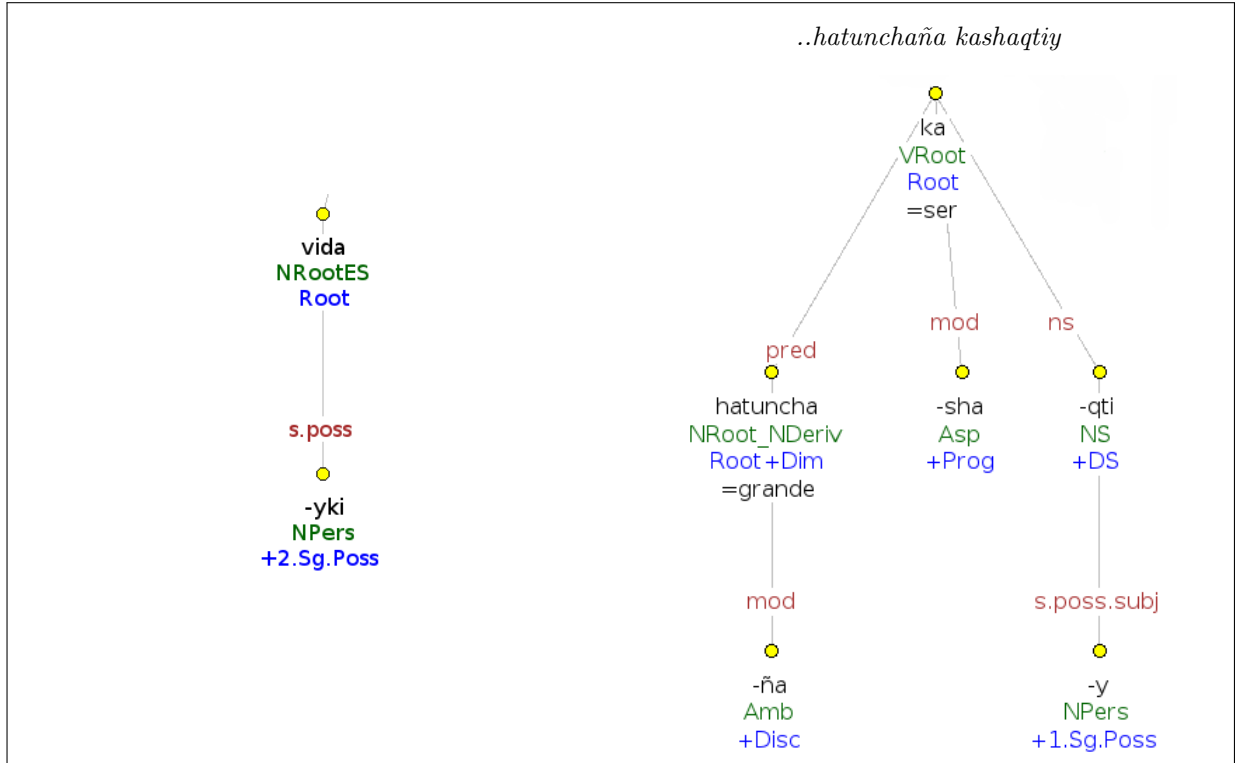 ..hatunchaña kashaqtiy
vida
NRootES
Root
s.poss
-yki
NPers
+2.Sg.Poss
ka
VRoot
Root
=ser
pred
mod
ns
hatuncha
NRoot_NDeriv
Root+Dim
=grande
-sha
Asp
+Prog
-qti
NS
+DS
mod
s.poss.subj
-ña
Amb
+Disc
-y
NPers
+1.Sg.Poss